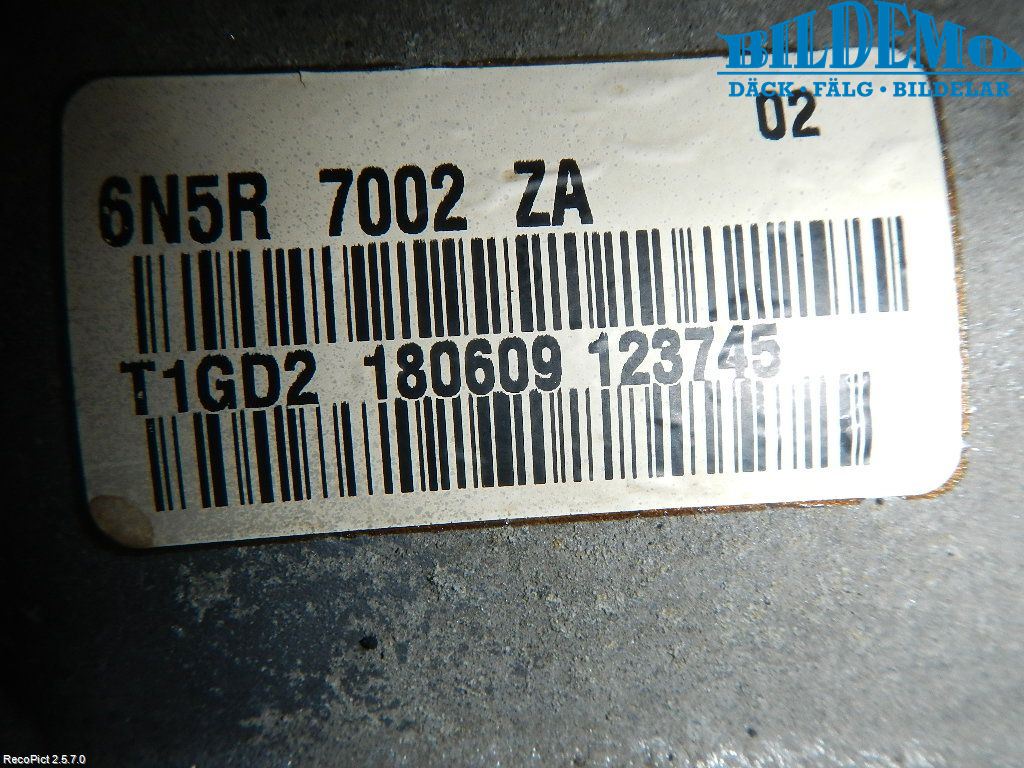 BILDEMO
DÄCK • FÄLG • BILDELAR
02
6N5R 7002 ZA
T1GD2 180609 123745
RecoPict 2.5.7.0